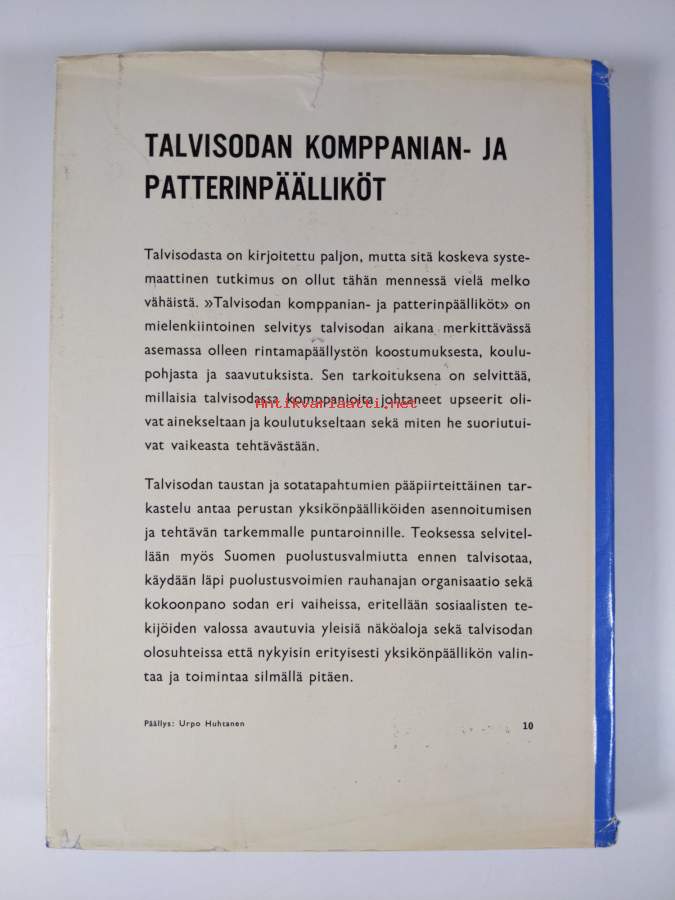 TALVISODAN KOMPPANIAN- JA
PATTERINPÄÄLLIKÖT
Talvisodasta on kirjoitettu paljon, mutta sitä koskeva syste-
maattinen tutkimus on ollut tähän mennessä vielä melko
vähäistä. »Talvisodan komppanian- ja patterinpäälliköt» on
mielenkiintoinen selvitys talvisodan aikana merkittävässä
asemassa olleen rintamapäällystön koostumuksesta, koulu-
pohjasta ja saavutuksista. Sen tarkoituksena on selvittää,
millaisia talvisodassa komppanioita johtaneet upseerit oli-
Antikvariaatti.net
vat ainekseltaan ja koulutukseltaan sekä miten he suoriutui-
vat vaikeasta tehtävästään.
Talvisodan taustan ja sotatapahtumien pääpiirteittäinen tar-
kastelu antaa perustan yksikönpäälliköiden asennoitumisen
ja tehtävän tarkemmalle puntaroinnille. Teoksessa selvitel-
lään myös Suomen puolustusvalmiutta ennen talvisotaa,
käydään läpi puolustusvoimien rauhanajan organisaatio sekä
kokoonpano sodan eri vaiheissa, eritellään sosiaalisten te-
kijöiden valossa avautuvia yleisiä näköaloja sekä talvisodan
olosuhteissa että nykyisin erityisesti yksikönpäällikön valin-
taa ja toimintaa silmällä pitäen.
Päällys: Urpo Huhtanen 10